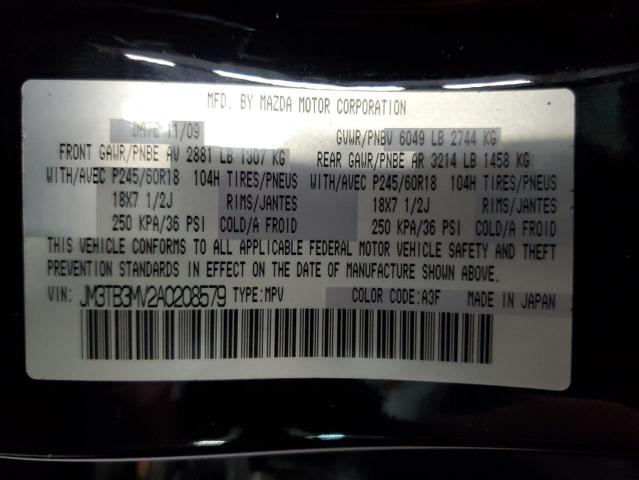 MFD. BY MAZDA MOTOR CORPORATION
DATE 11/09 GVWR/PNBV 6049 LB 2744 KG
FRONT GAWR/PNBE AV 2881 LB 1307 KG REAR GAWR/PNBE AR 3214 LB 1458 KG
WITH/AVEC P245/60R18 104H TIRES/PNEUS WITH/AVEC P245/60R18 104H TIRES/PNEUS
18X7 1/2J RIMS/JANTES 18X7 1/2J RIMS/JANTES
250 KPA/36 PSI COLD/A FROID 250 KPA/36 PSI COLD/A FROID
THIS VEHICLE CONFORMS TO ALL APPLICABLE FEDERAL MOTOR VEHICLE SAFETY AND THEFT
PREVENTION STANDARDS IN EFFECT ON THE DATE OF MANUFACTURE SHOWN ABOVE.
VIN: JM3TB3MV2A0208579 TYPE:MPV COLOR CODE:A3F MADE IN JAPAN